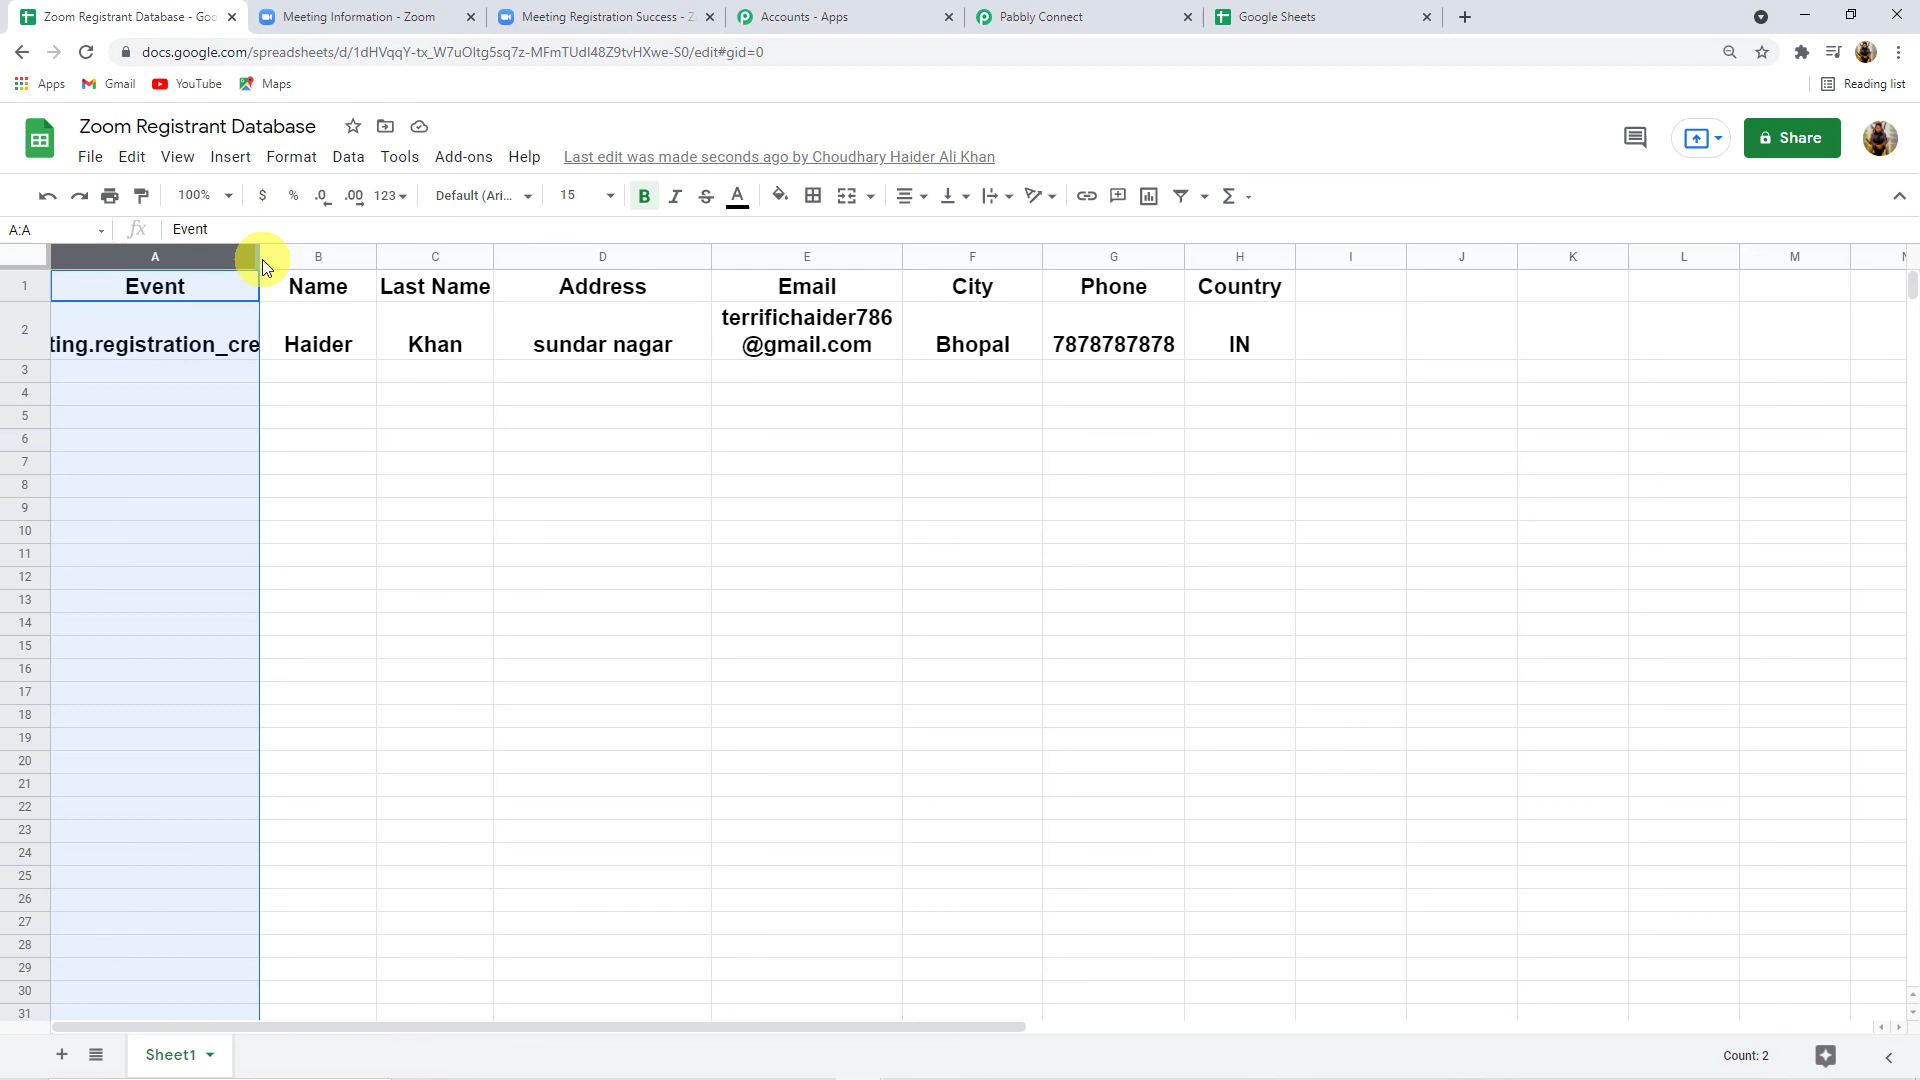 Zoom Registrant Database - Goo
Meeting Information - Zoom
Meeting Registration Success - Z
Accounts - Apps
Pabbly Connect
Google Sheets
docs.google.com/spreadsheets/d/1dHVqqY-tx_W7uOItg5sq7z-MFmTUdl48Z9tvHXwe-S0/edit#gid=0
Apps Gmail YouTube Maps Reading list
Zoom Registrant Database
File Edit View Insert Format Data Tools Add-ons Help Last edit was made seconds ago by Choudhary Haider Ali Khan
Share
100% $ % .0 .00 123 Default (Ari... 15 B I S A
A:A fx Event
A B C D E F G H I J K L M N
1 Event Name Last Name Address Email City Phone Country
2 ting.registration_cre Haider Khan sundar nagar terrifichaider786
@gmail.com Bhopal 7878787878 IN
3
4
5
6
7
8
9
10
11
12
13
14
15
16
17
18
19
20
21
22
23
24
25
26
27
28
29
30
31
Sheet1 Count: 2